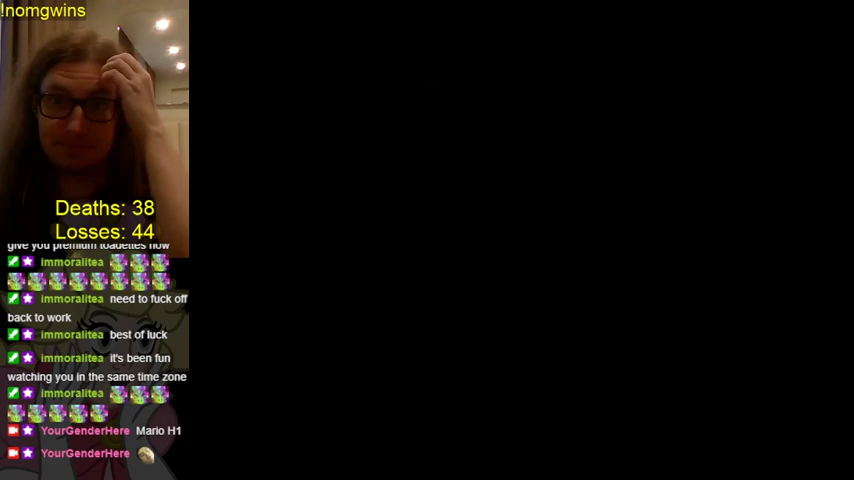 !nomgwins
Deaths: 38
Losses: 44
give you premium toadettes now
immoralitea
immoralitea need to fuck off
back to work
immoralitea best of luck
immoralitea it's been fun
watching you in the same time zone
immoralitea
YourGenderHere Mario H1
YourGenderHere